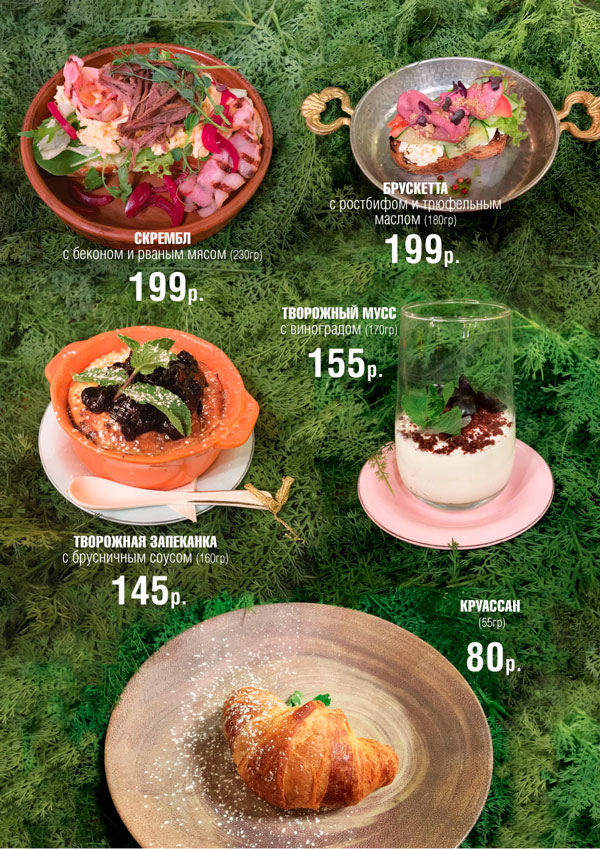 СКРЕМБЛ
с беконом и рваным мясом (230гр)
199р.
БРУСКЕТТА
с ростбифом и трюфельным
маслом (180гр)
199р.
ТВОРОЖНЫЙ МУСС
с виноградом (170гр)
155р.
ТВОРОЖНАЯ ЗАПЕКАНКА
с брусничным соусом (160гр)
145р.
КРУАССАН
(55гр)
80р.